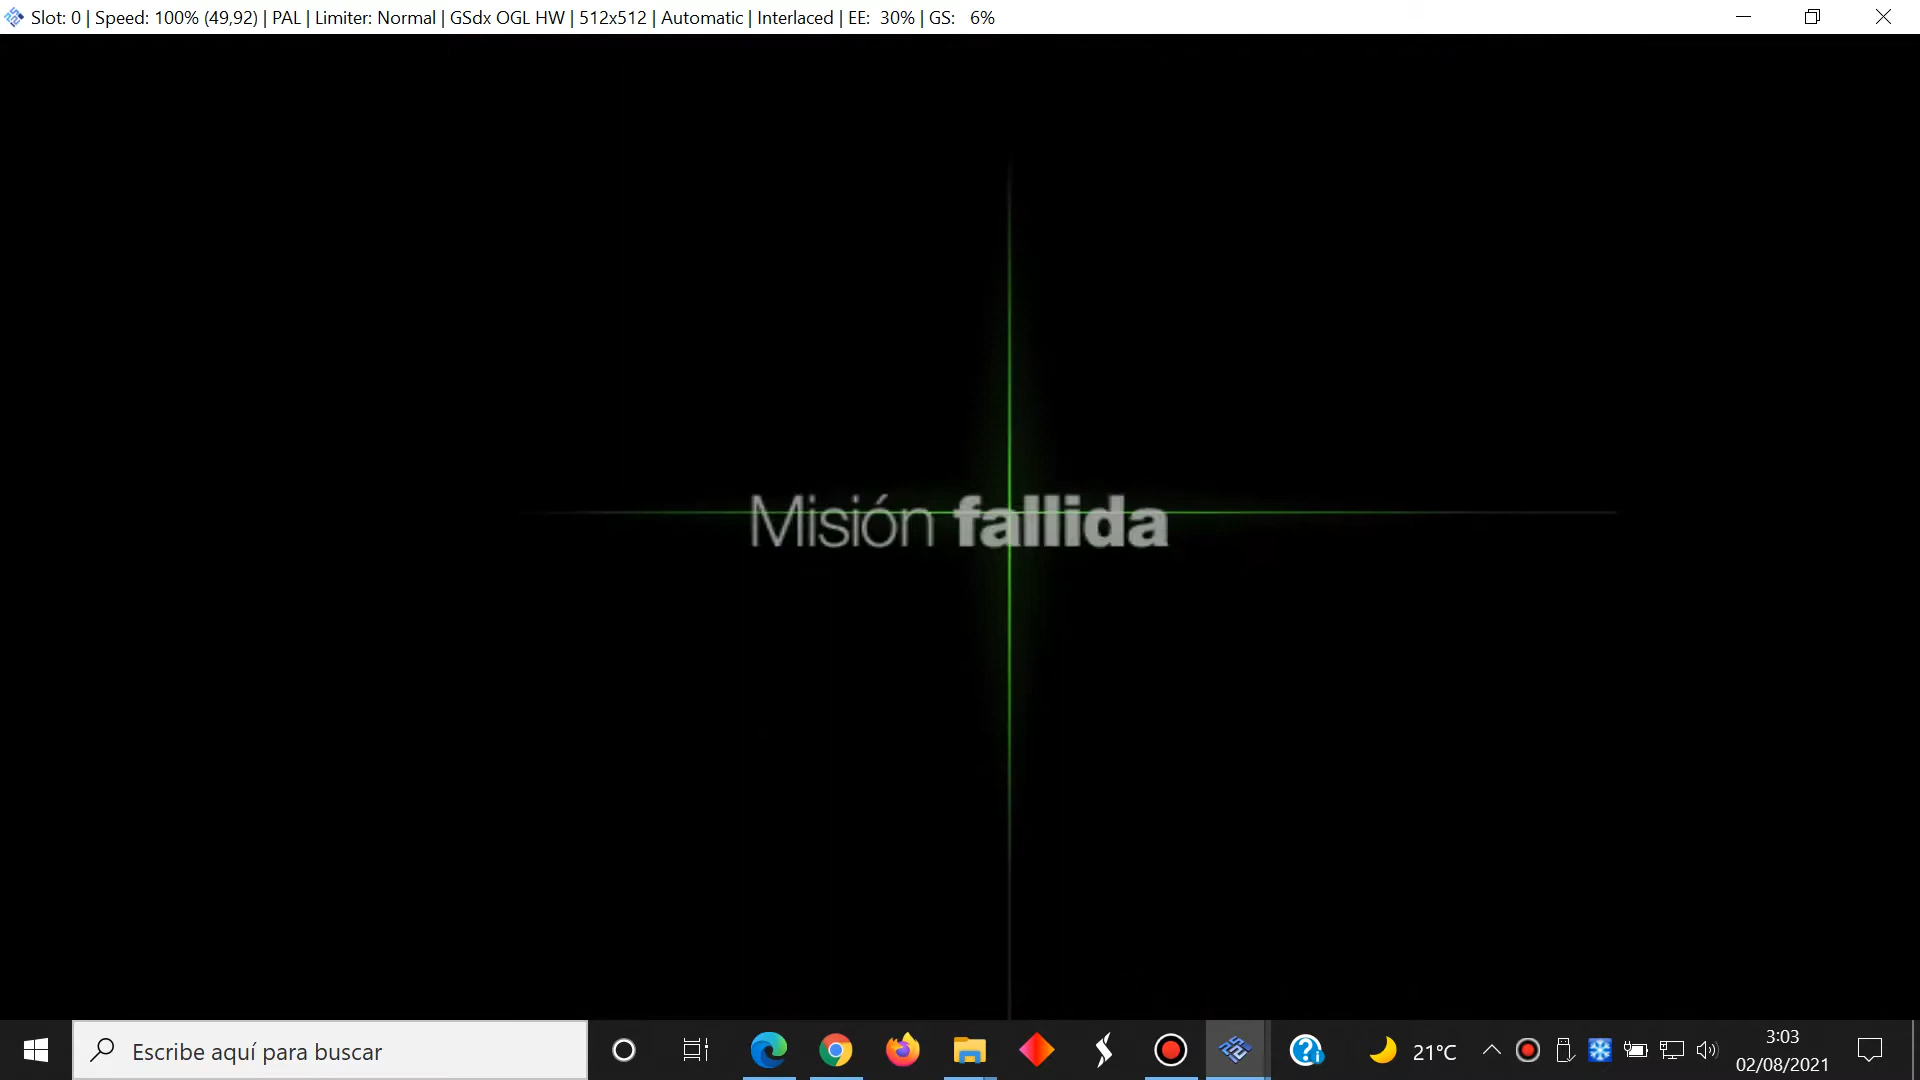 Slot: 0 | Speed: 100% (49,92) | PAL | Limiter: Normal | GSdx OGL HW | 512x512 | Automatic | Interlaced | EE:  30% | GS:   6%
Misión fallida
Escribe aquí para buscar
21°C
3:03
02/08/2021